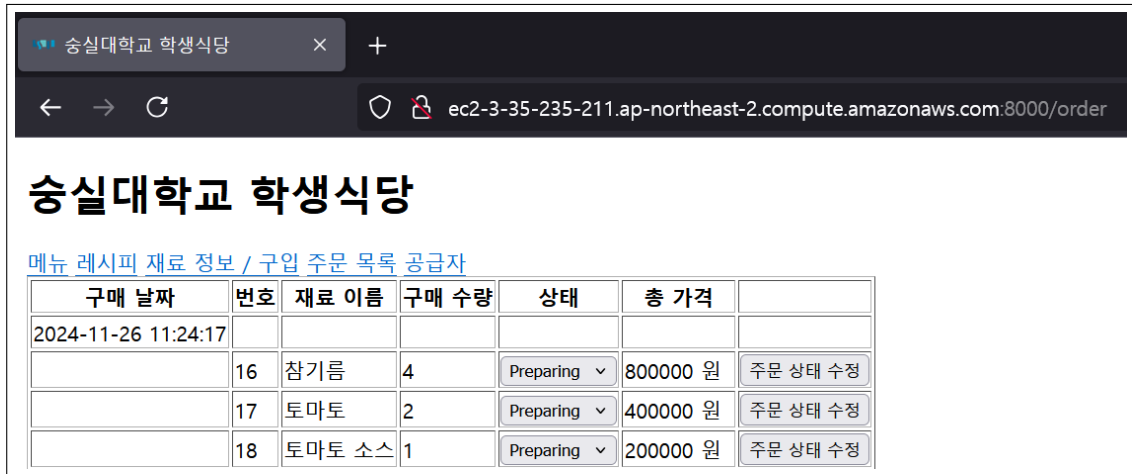 숭실대학교 학생식당
ec2-3-35-235-211.ap-northeast-2.compute.amazonaws.com:8000/order
숭실대학교 학생식당
메뉴 레시피 재료 정보 / 구입 주문 목록 공급자
구매 날짜 번호 재료 이름 구매 수량 상태 총 가격
2024-11-26 11:24:17
16 참기름 4 Preparing 800000 원 주문 상태 수정
17 토마토 2 Preparing 400000 원 주문 상태 수정
18 토마토 소스 1 Preparing 200000 원 주문 상태 수정